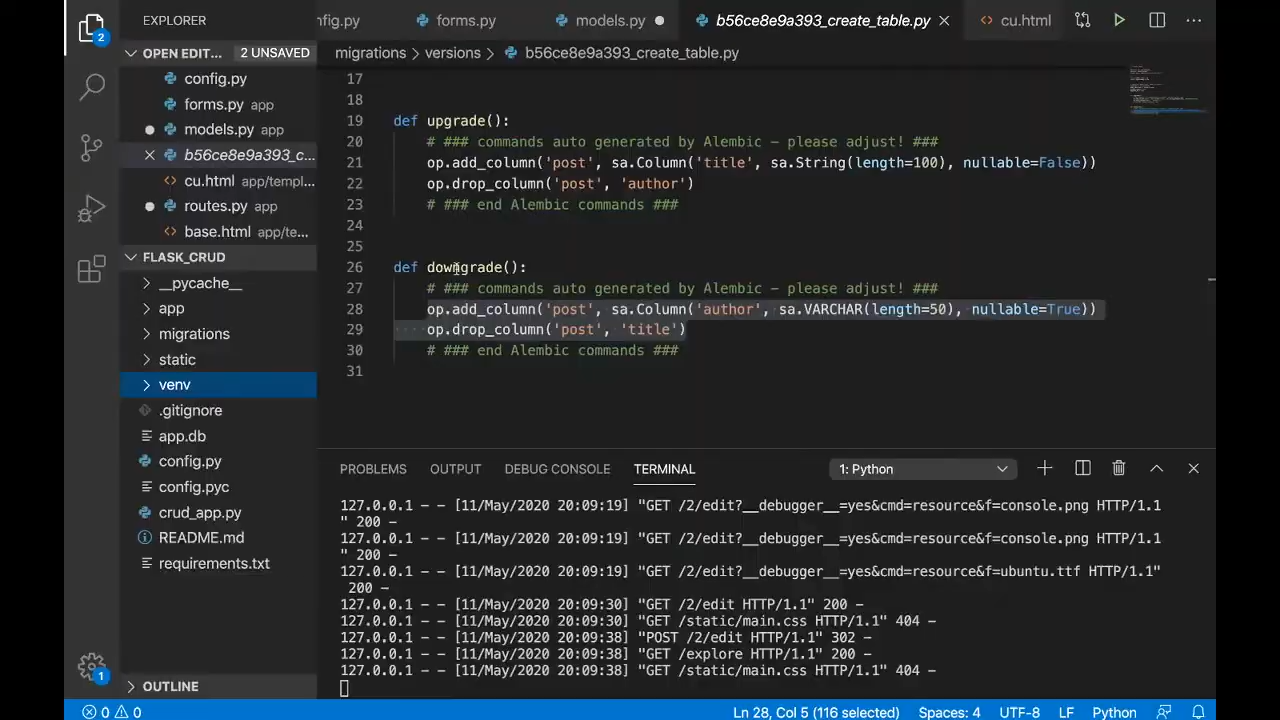 EXPLORER
nfig.py
forms.py
models.py
b56ce8e9a393_create_table.py
cu.html
2
OPEN EDIT...
2 UNSAVED
migrations
versions
b56ce8e9a393_create_table.py
config.py
forms.py app
models.py app
b56ce8e9a393_c...
cu.html app/templ...
routes.py app
base.html app/te...
FLASK_CRUD
__pycache__
app
migrations
static
venv
.gitignore
app.db
config.py
config.pyc
crud_app.py
README.md
requirements.txt
OUTLINE
1
17
18
19 def upgrade():
20 # ### commands auto generated by Alembic - please adjust! ###
21 op.add_column('post', sa.Column('title', sa.String(length=100), nullable=False))
22 op.drop_column('post', 'author')
23 # ### end Alembic commands ###
24
25
26 def downgrade():
27 # ### commands auto generated by Alembic - please adjust! ###
28 op.add_column('post', sa.Column('author', sa.VARCHAR(length=50), nullable=True))
29 op.drop_column('post', 'title')
30 # ### end Alembic commands ###
31
PROBLEMS
OUTPUT
DEBUG CONSOLE
TERMINAL
1: Python
127.0.0.1 - - [11/May/2020 20:09:19] "GET /2/edit?__debugger__=yes&cmd=resource&f=console.png HTTP/1.1
" 200 -
127.0.0.1 - - [11/May/2020 20:09:19] "GET /2/edit?__debugger__=yes&cmd=resource&f=console.png HTTP/1.1
" 200 -
127.0.0.1 - - [11/May/2020 20:09:19] "GET /2/edit?__debugger__=yes&cmd=resource&f=ubuntu.ttf HTTP/1.1"
200 -
127.0.0.1 - - [11/May/2020 20:09:30] "GET /2/edit HTTP/1.1" 200 -
127.0.0.1 - - [11/May/2020 20:09:30] "GET /static/main.css HTTP/1.1" 404 -
127.0.0.1 - - [11/May/2020 20:09:38] "POST /2/edit HTTP/1.1" 302 -
127.0.0.1 - - [11/May/2020 20:09:38] "GET /explore HTTP/1.1" 200 -
127.0.0.1 - - [11/May/2020 20:09:38] "GET /static/main.css HTTP/1.1" 404 -
0 0
Ln 28, Col 5 (116 selected)
Spaces: 4
UTF-8
LF
Python